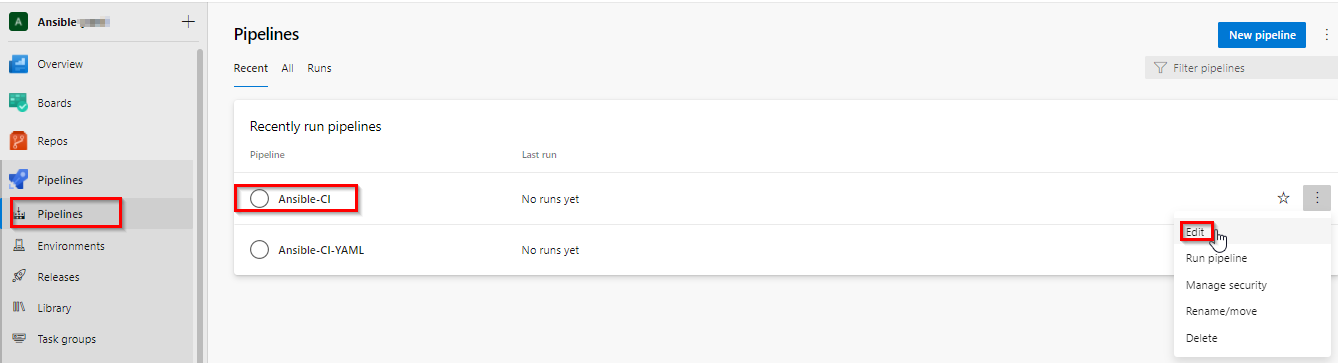 A Ansible
Overview
Boards
Repos
Pipelines
Pipelines
Environments
Releases
Library
Task groups
Pipelines
New pipeline
Recent All Runs
Filter pipelines
Recently run pipelines
Pipeline Last run
Ansible-CI No runs yet
Ansible-CI-YAML No runs yet
Edit
Run pipeline
Manage security
Rename/move
Delete